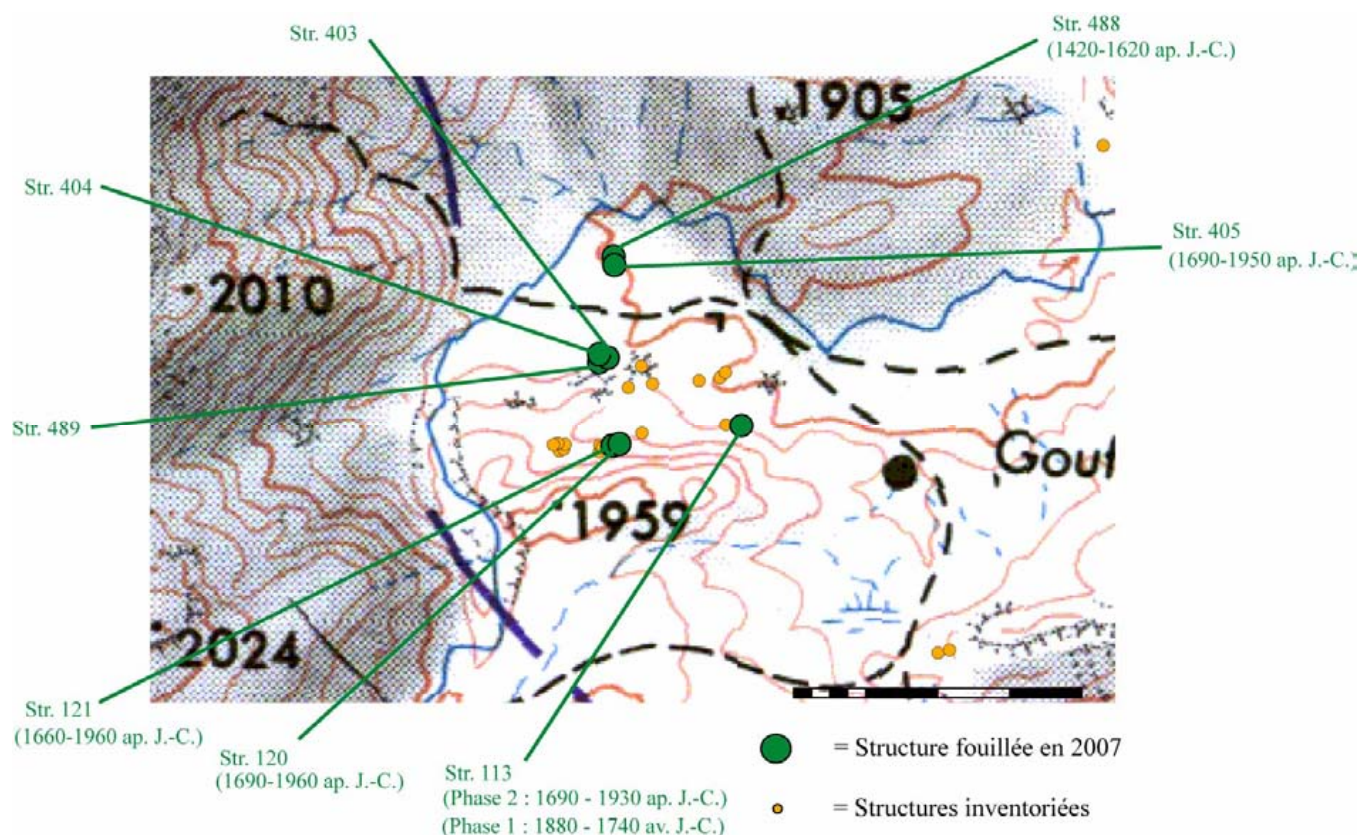 Str. 403
Str. 488
(1420-1620 ap. J.-C.)
1905
Str. 404
Str. 405
(1690-1950 ap. J.-C.)
2010
Str. 489
Gouf
1959
2024
Str. 121
(1660-1960 ap. J.-C.)
Str. 120
(1690-1960 ap. J.-C.)
Str. 113
(Phase 2 : 1690 - 1930 ap. J.-C.)
(Phase 1 : 1880 - 1740 av. J.-C.)
= Structure fouillée en 2007
= Structures inventoriées